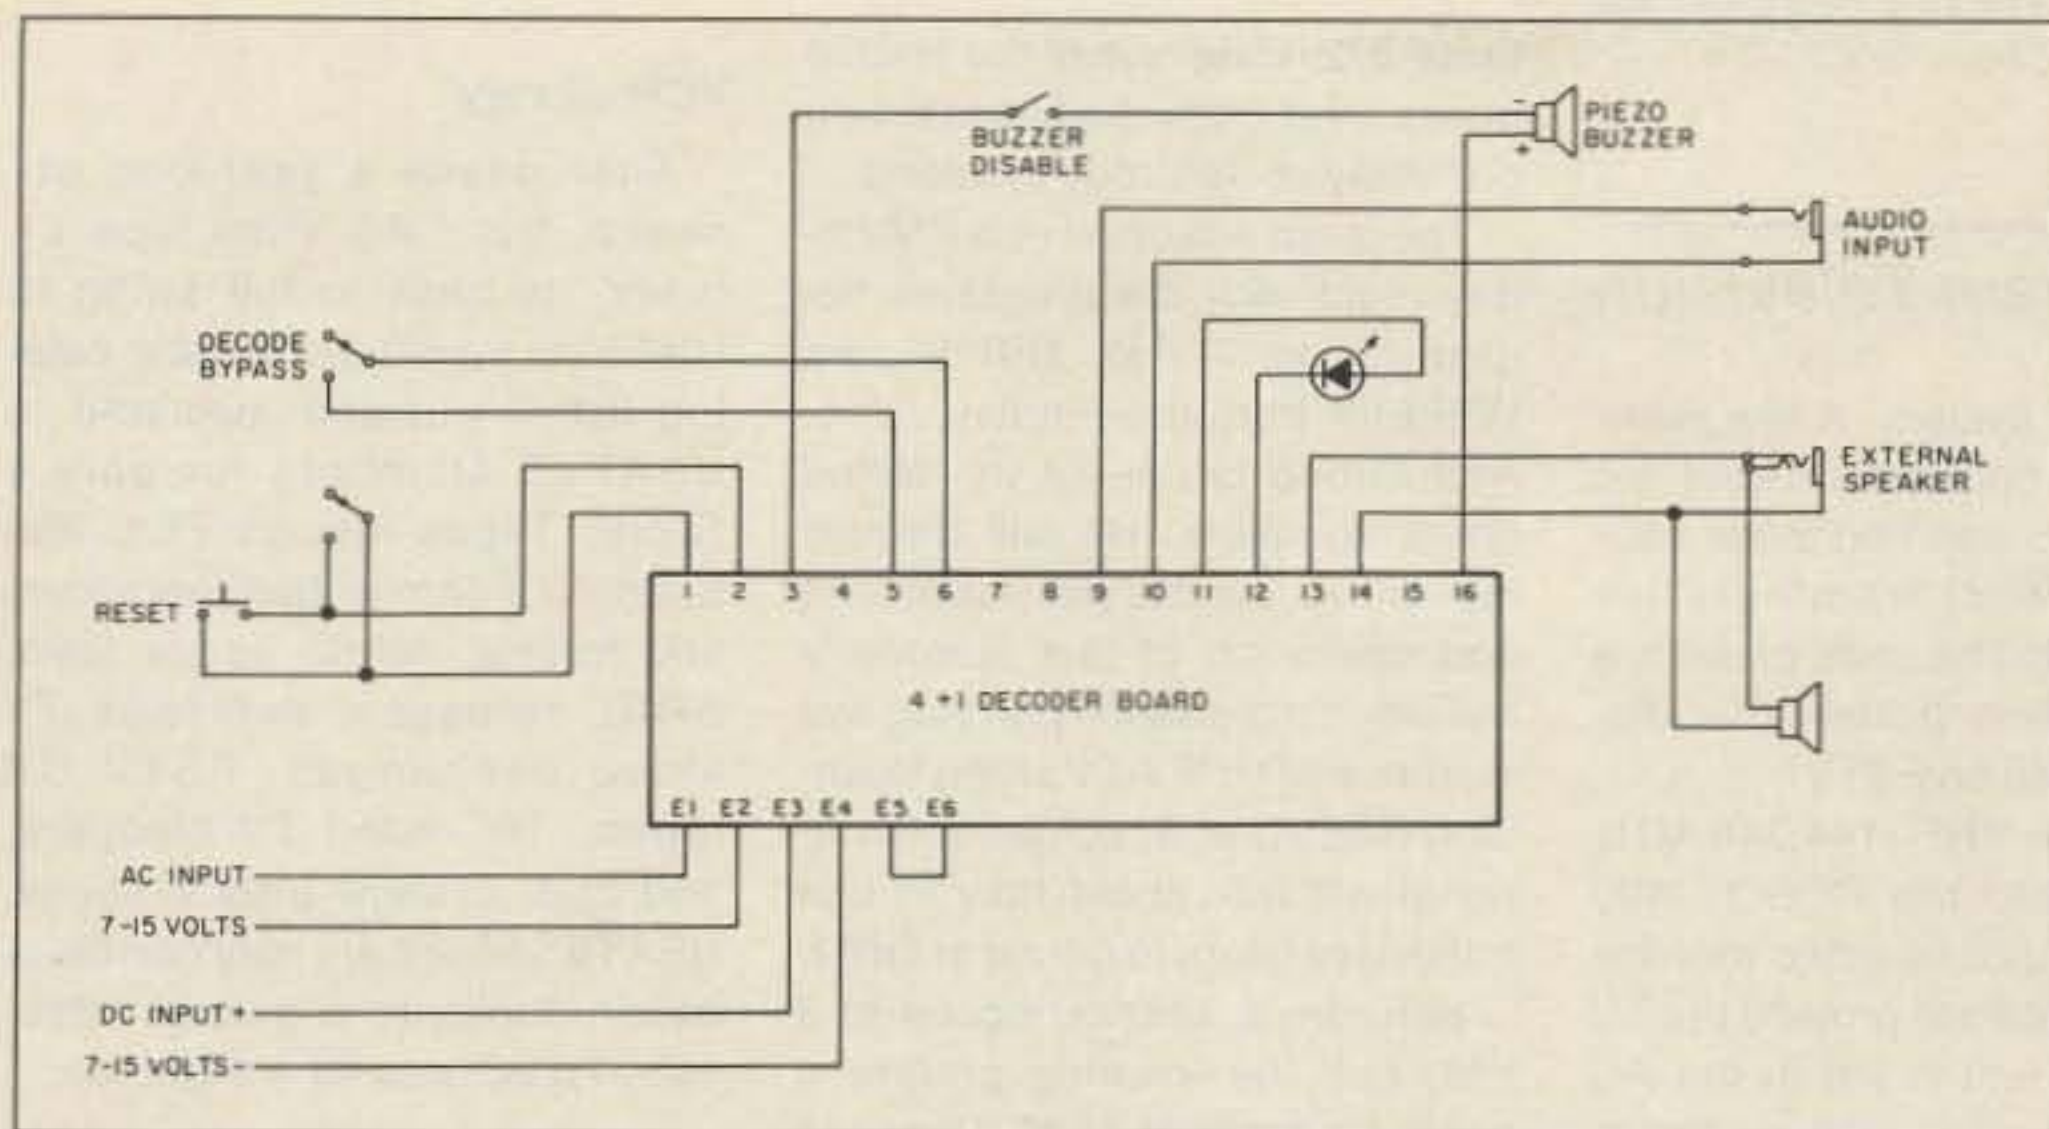 BUZZER
DISABLE
-
+
PIEZO
BUZZER
AUDIO
INPUT
DECODE
BYPASS
EXTERNAL
SPEAKER
RESET
1 2 3 4 5 6 7 8 9 10 11 12 13 14 15 16
4 +1 DECODER BOARD
E1 E2 E3 E4 E5 E6
AC INPUT
7-15 VOLTS
DC INPUT +
7-15 VOLTS -